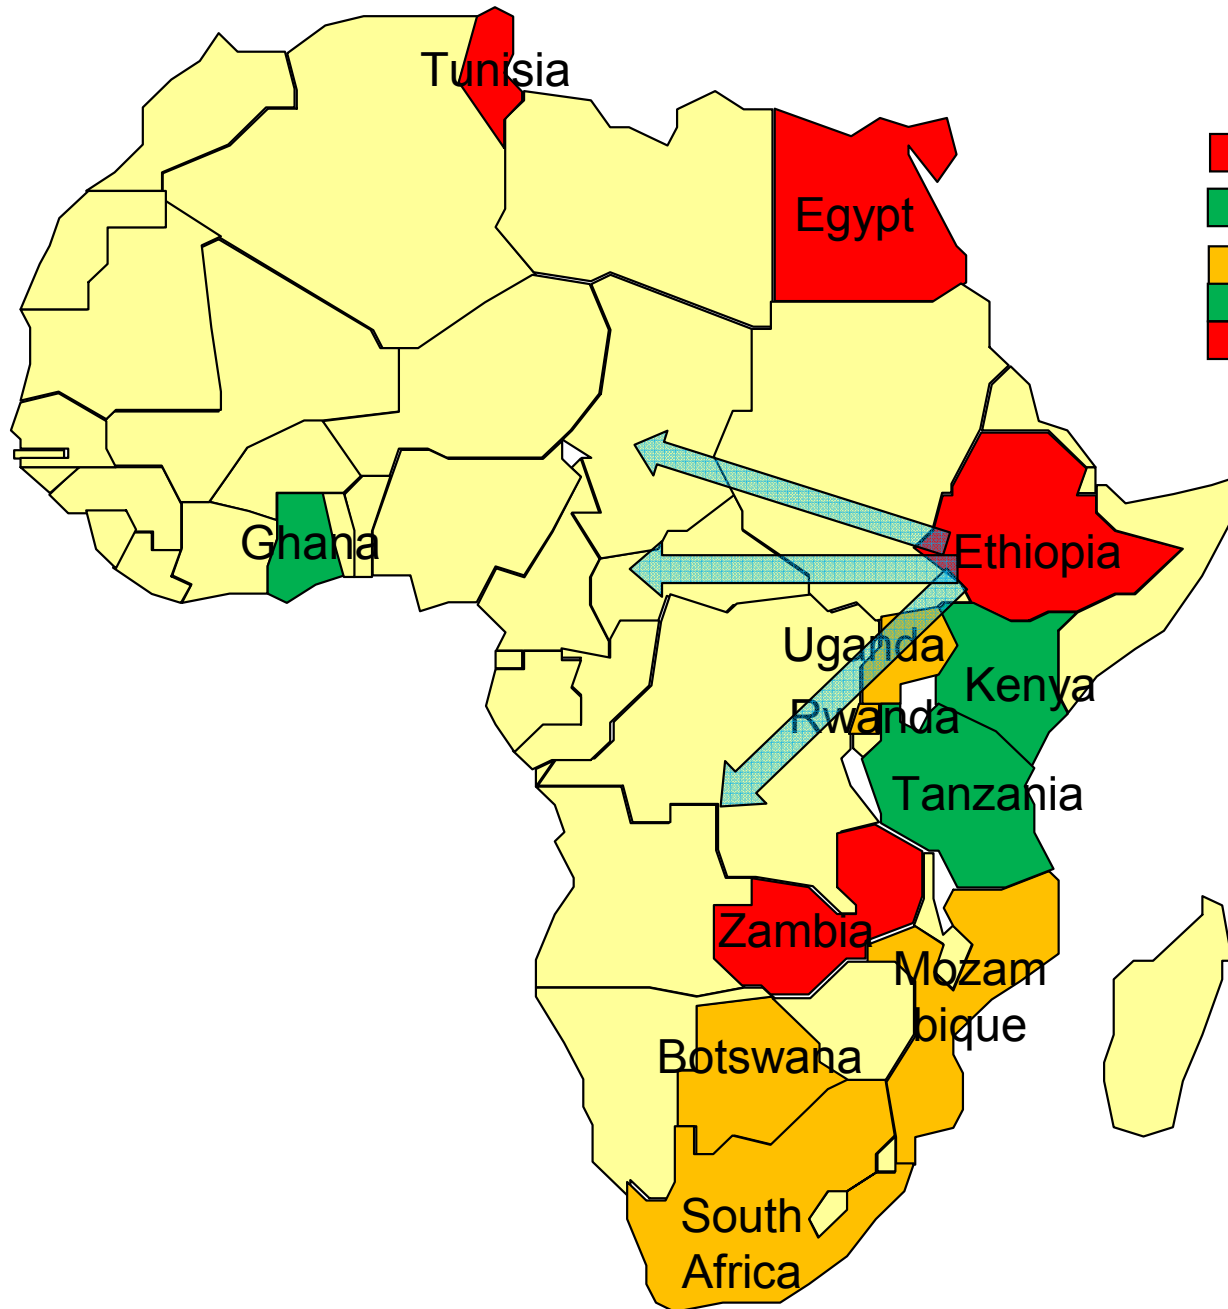 Tunisia
Egypt
Ghana
Ethiopia
Uganda
Kenya
Rwanda
Tanzania
Zambia
Mozam
bique
Botswana
South
Africa